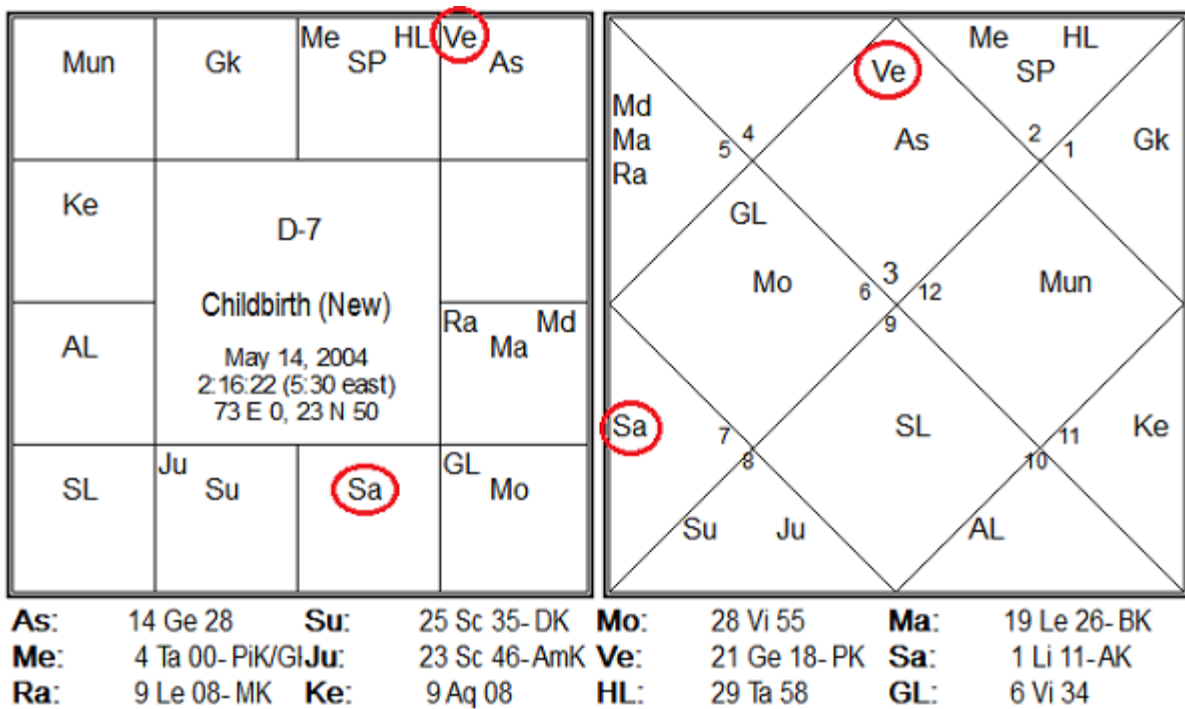 Mun
Gk
Me HL
SP
Ve
As
Ke
D-7
Childbirth (New)
May 14, 2004
2:16:22 (5:30 east)
73 E 0, 23 N 50
AL
Ra Md
Ma
SL
Ju
Su
Sa
GL
Mo
Me HL
SP
Ve
Md
Ma
Ra
4
5
As
2
1
Gk
GL
Mo
3
6 12
9
Mun
Sa
7
8
SL
11
10
Ke
Su Ju
AL
As: 14 Ge 28 Su: 25 Sc 35- DK Mo: 28 Vi 55 Ma: 19 Le 26- BK
Me: 4 Ta 00- PiK/Gl Ju: 23 Sc 46- AmK Ve: 21 Ge 18- PK Sa: 1 Li 11- AK
Ra: 9 Le 08- MK Ke: 9 Aq 08 HL: 29 Ta 58 GL: 6 Vi 34